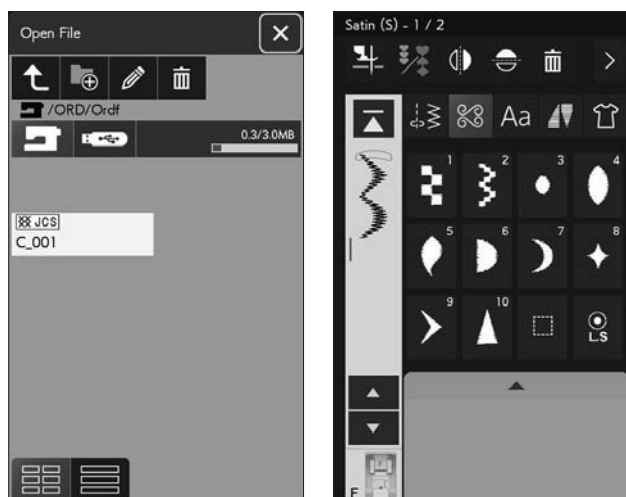 Open File
/ORD/Ordf
0.3/3.0MB
JCS
C_001
Satin (S) - 1 / 2
Aa
1
2
3
4
5
6
7
8
9
10
L.S
F